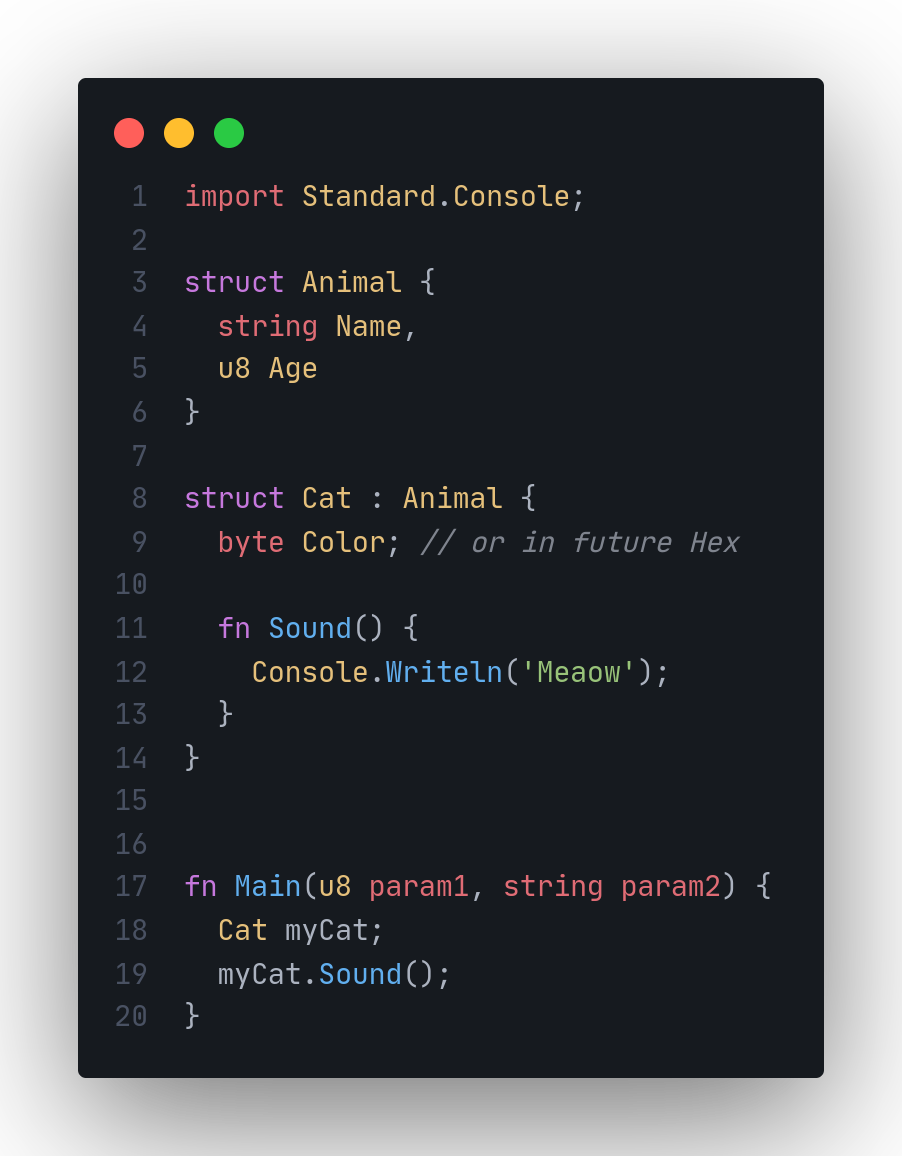 1 import Standard.Console;
2
3 struct Animal {
4   string Name,
5   u8 Age
6 }
7
8 struct Cat : Animal {
9   byte Color; // or in future Hex
10
11   fn Sound() {
12     Console.Writeln('Meaow');
13   }
14 }
15
16
17 fn Main(u8 param1, string param2) {
18   Cat myCat;
19   myCat.Sound();
20 }